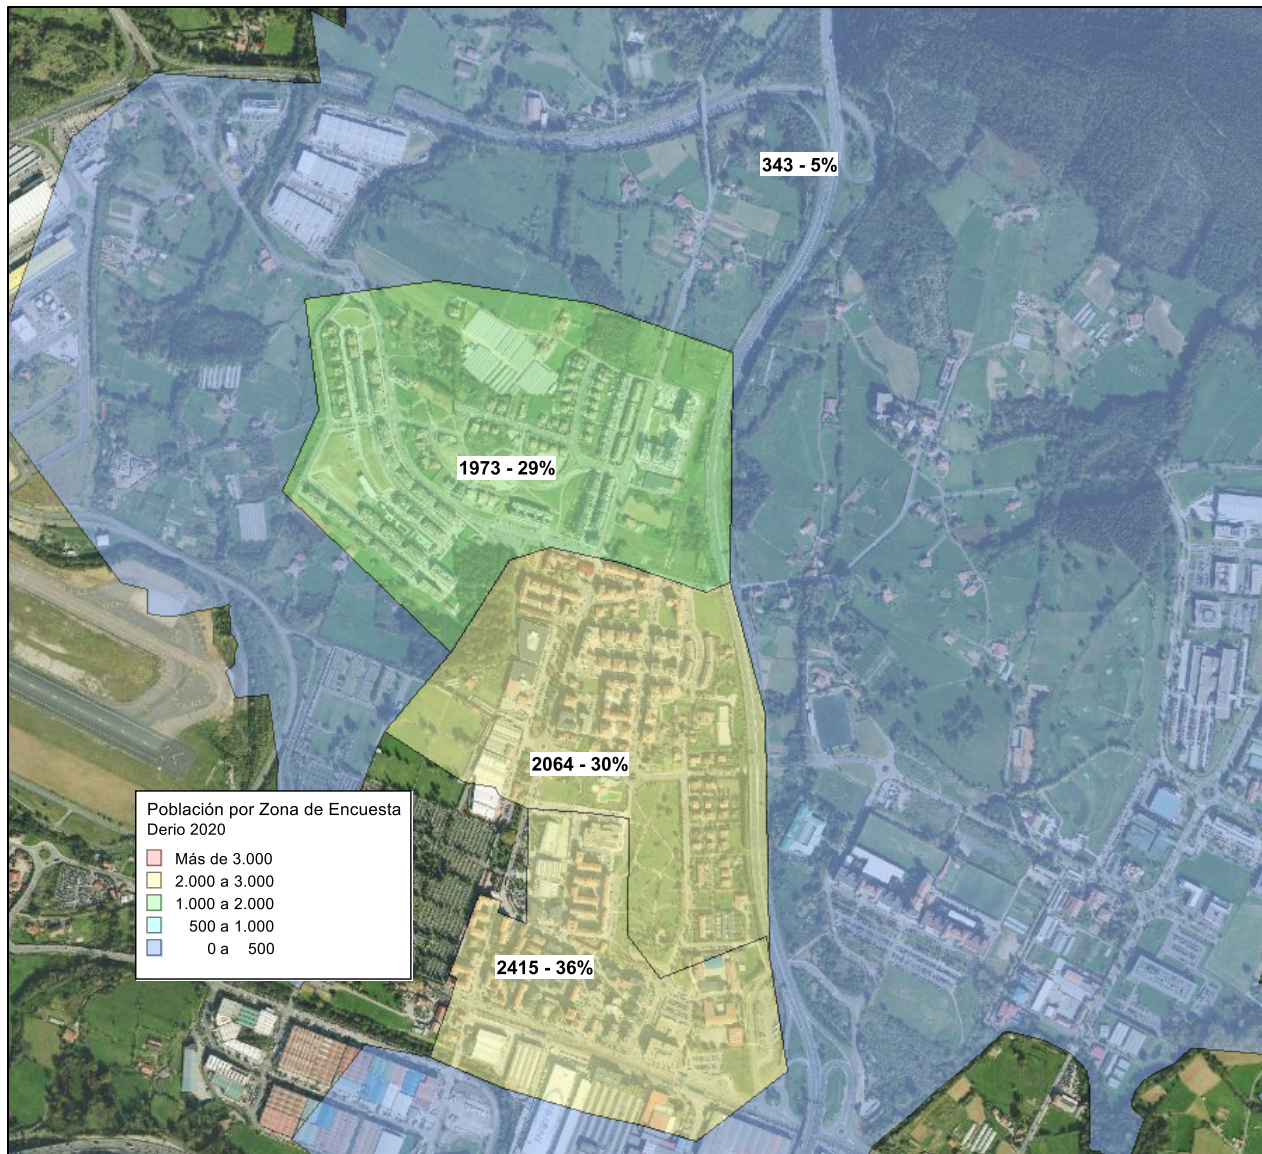 343 - 5%
1973 - 29%
2064 - 30%
Población por Zona de Encuesta
Derio 2020
Más de 3.000
2.000 a 3.000
1.000 a 2.000
500 a 1.000
0 a 500
2415 - 36%